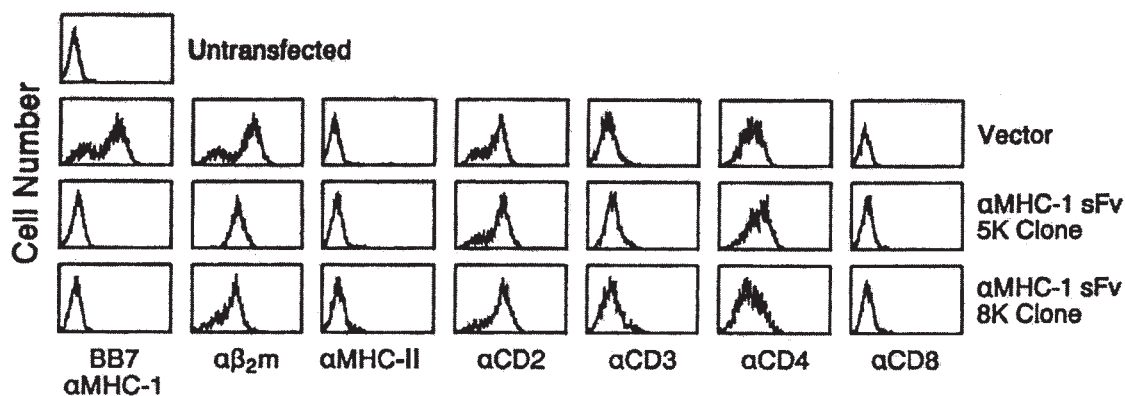 Untransfected
Cell Number
Vector
αMHC-1 sFv
5K Clone
αMHC-1 sFv
8K Clone
BB7
αMHC-1
αβ₂m
αMHC-II
αCD2
αCD3
αCD4
αCD8